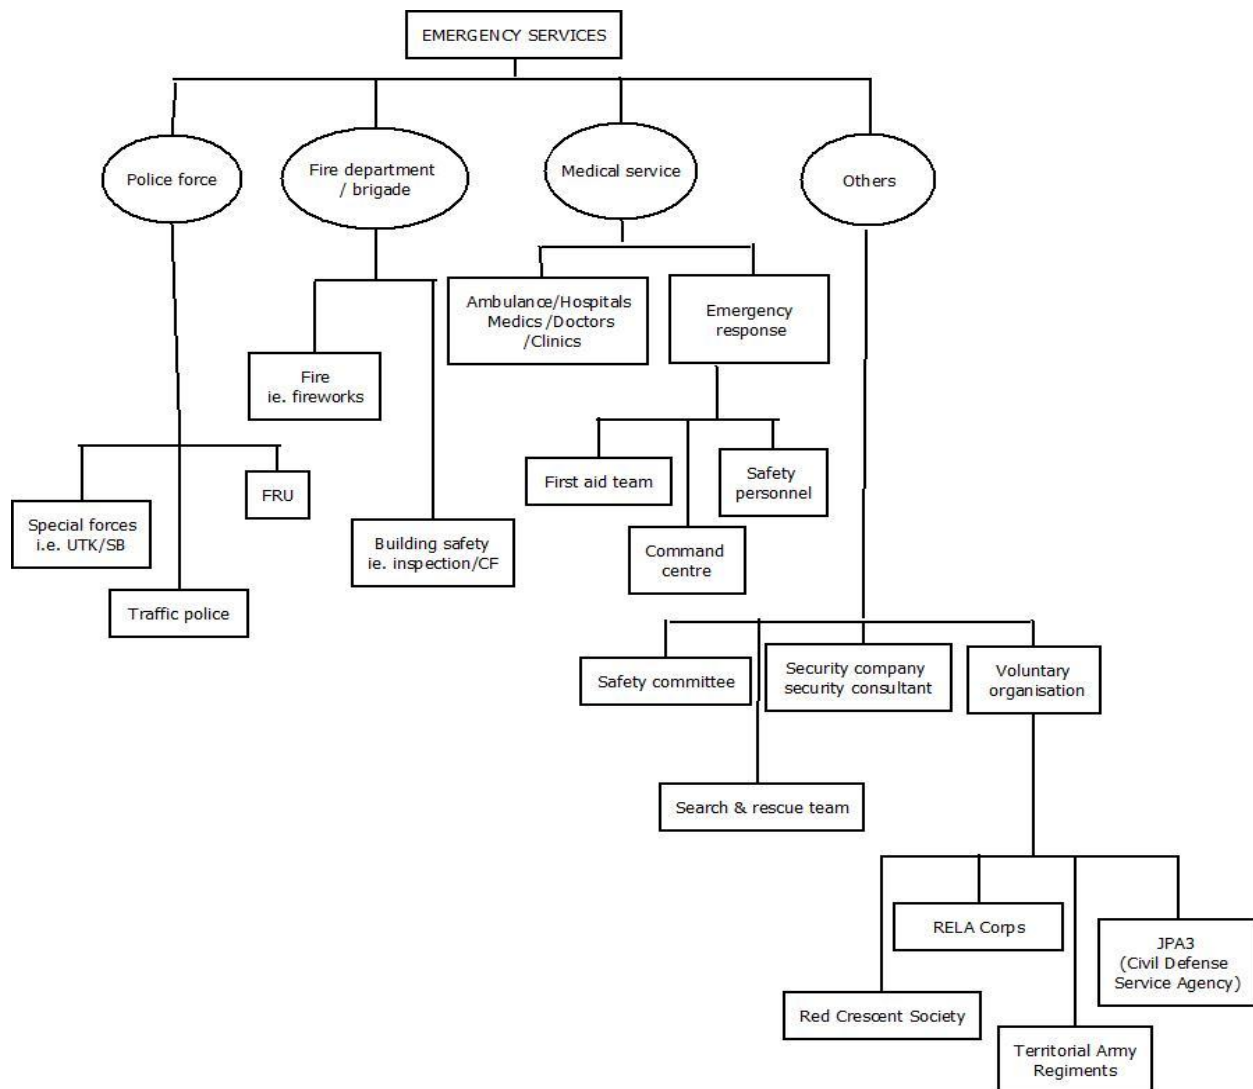 EMERGENCY SERVICES
Police force
Fire department
/ brigade
Medical service
Others
Ambulance/Hospitals
Medics /Doctors
/Clinics
Emergency
response
Fire
ie. fireworks
First aid team
Safety
personnel
FRU
Special forces
i.e. UTK/SB
Building safety
ie. inspection/CF
Command
centre
Traffic police
Safety committee
Security company
security consultant
Voluntary
organisation
Search & rescue team
RELA Corps
JPA3
(Civil Defense
Service Agency)
Red Crescent Society
Territorial Army
Regiments